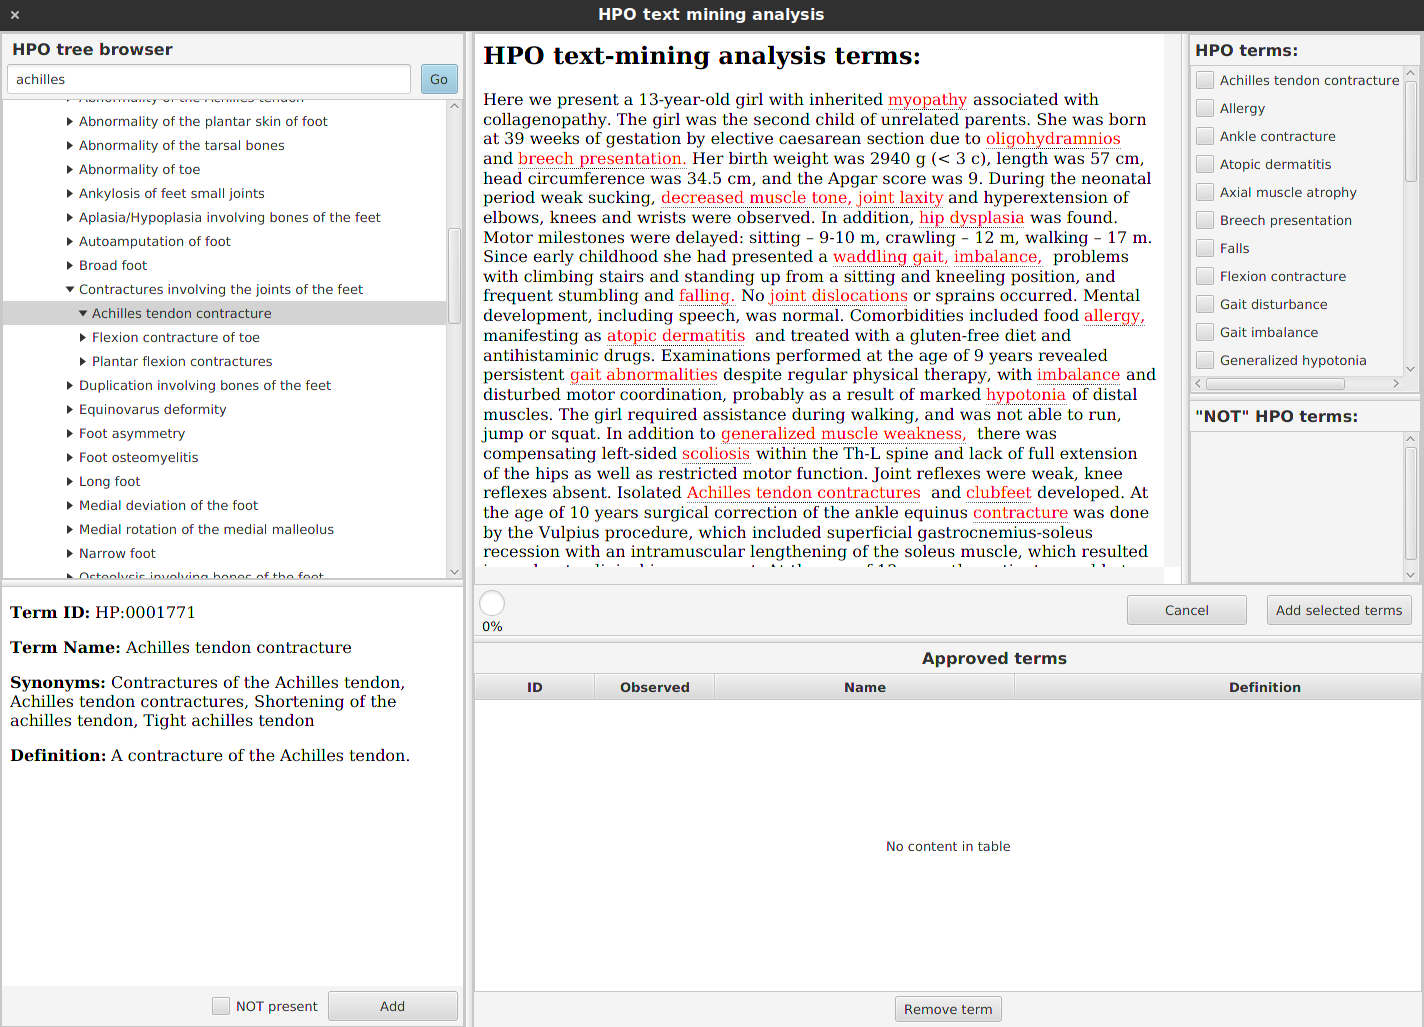 HPO text mining analysis
HPO tree browser
achilles
Go
Abnormality of the Achilles tendon
Abnormality of the plantar skin of foot
Abnormality of the tarsal bones
Abnormality of toe
Ankylosis of feet small joints
Aplasia/Hypoplasia involving bones of the feet
Autoamputation of foot
Broad foot
Contractures involving the joints of the feet
Achilles tendon contracture
Flexion contracture of toe
Plantar flexion contractures
Duplication involving bones of the feet
Equinovarus deformity
Foot asymmetry
Foot osteomyelitis
Long foot
Medial deviation of the foot
Medial rotation of the medial malleolus
Narrow foot
Osteolysis involving bones of the feet
Term ID: HP:0001771
Term Name: Achilles tendon contracture
Synonyms: Contractures of the Achilles tendon,
Achilles tendon contractures, Shortening of the
achilles tendon, Tight achilles tendon
Definition: A contracture of the Achilles tendon.
NOT present
Add
HPO text-mining analysis terms:
Here we present a 13-year-old girl with inherited myopathy associated with
collagenopathy. The girl was the second child of unrelated parents. She was born
at 39 weeks of gestation by elective caesarean section due to oligohydramnios
and breech presentation. Her birth weight was 2940 g (< 3 c), length was 57 cm,
head circumference was 34.5 cm, and the Apgar score was 9. During the neonatal
period weak sucking, decreased muscle tone, joint laxity and hyperextension of
elbows, knees and wrists were observed. In addition, hip dysplasia was found.
Motor milestones were delayed: sitting – 9-10 m, crawling – 12 m, walking – 17 m.
Since early childhood she had presented a waddling gait, imbalance, problems
with climbing stairs and standing up from a sitting and kneeling position, and
frequent stumbling and falling. No joint dislocations or sprains occurred. Mental
development, including speech, was normal. Comorbidities included food allergy,
manifesting as atopic dermatitis and treated with a gluten-free diet and
antihistaminic drugs. Examinations performed at the age of 9 years revealed
persistent gait abnormalities despite regular physical therapy, with imbalance and
disturbed motor coordination, probably as a result of marked hypotonia of distal
muscles. The girl required assistance during walking, and was not able to run,
jump or squat. In addition to generalized muscle weakness, there was
compensating left-sided scoliosis within the Th-L spine and lack of full extension
of the hips as well as restricted motor function. Joint reflexes were weak, knee
reflexes absent. Isolated Achilles tendon contractures and clubfeet developed. At
the age of 10 years surgical correction of the ankle equinus contracture was done
by the Vulpius procedure, which included superficial gastrocnemius-soleus
recession with an intramuscular lengthening of the soleus muscle, which resulted
HPO terms:
Achilles tendon contracture
Allergy
Ankle contracture
Atopic dermatitis
Axial muscle atrophy
Breech presentation
Falls
Flexion contracture
Gait disturbance
Gait imbalance
Generalized hypotonia
"NOT" HPO terms:
0%
Cancel
Add selected terms
Approved terms
ID Observed Name Definition
No content in table
Remove term